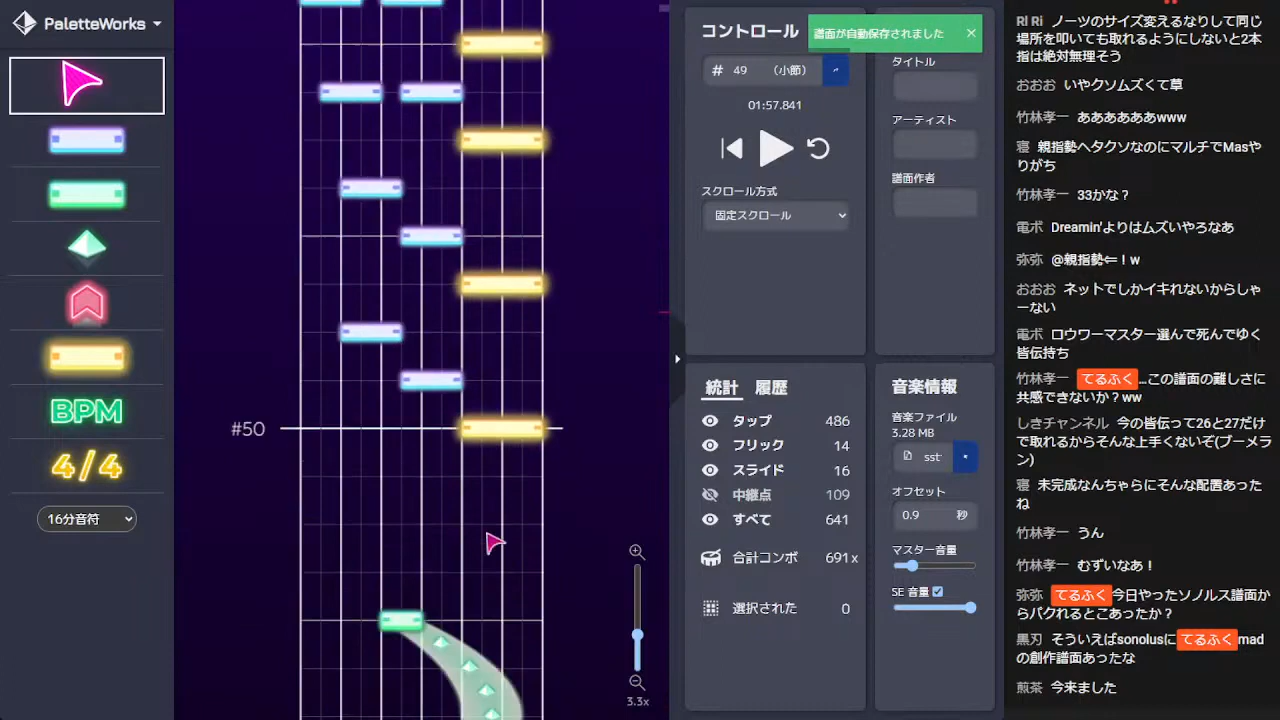 PaletteWorks
BPM
4/4
16分音符
#50
3.3x
コントロール
譜面が自動保存されました
# 49 （小節）
01:57.841
スクロール方式
固定スクロール
タイトル
アーティスト
譜面作者
統計 履歴
タップ 486
フリック 14
スライド 16
中継点 109
すべて 641
合計コンボ 691x
選択された 0
音楽情報
音楽ファイル
3.28 MB
sst
オフセット
0.9 秒
マスター音量
SE 音量
RI Ri ノーツのサイズ変えるなりして同じ
場所を叩いても取れるようにしないと2本
指は絶対無理そう
おおお いやクソムズくて草
竹林孝一 ああああああwww
寝 親指勢ヘタクソなのにマルチでMasや
りがち
竹林孝一 33かな？
電ボ Dreamin'よりはムズいやろなあ
弥弥 @親指勢⇐！w
おおお ネットでしかイキれないからしゃ
ーない
電ボ ロウワーマスター選んで死んでゆく
皆伝持ち
竹林孝一 てるふく...この譜面の難しさに
共感できないか？ww
しきチャンネル 今の皆伝って26と27だけ
で取れるからそんな上手くないぞ(ブーメラ
ン)
寝 未完成なんちゃらにそんな配置あった
ね
竹林孝一 うん
竹林孝一 むずいなあ！
弥弥 てるふく今日やったソノルス譜面か
らパクれるとこあったか？
黒刃 そういえばsonolusにてるふくmad
の創作譜面あったな
煎茶 今来ました